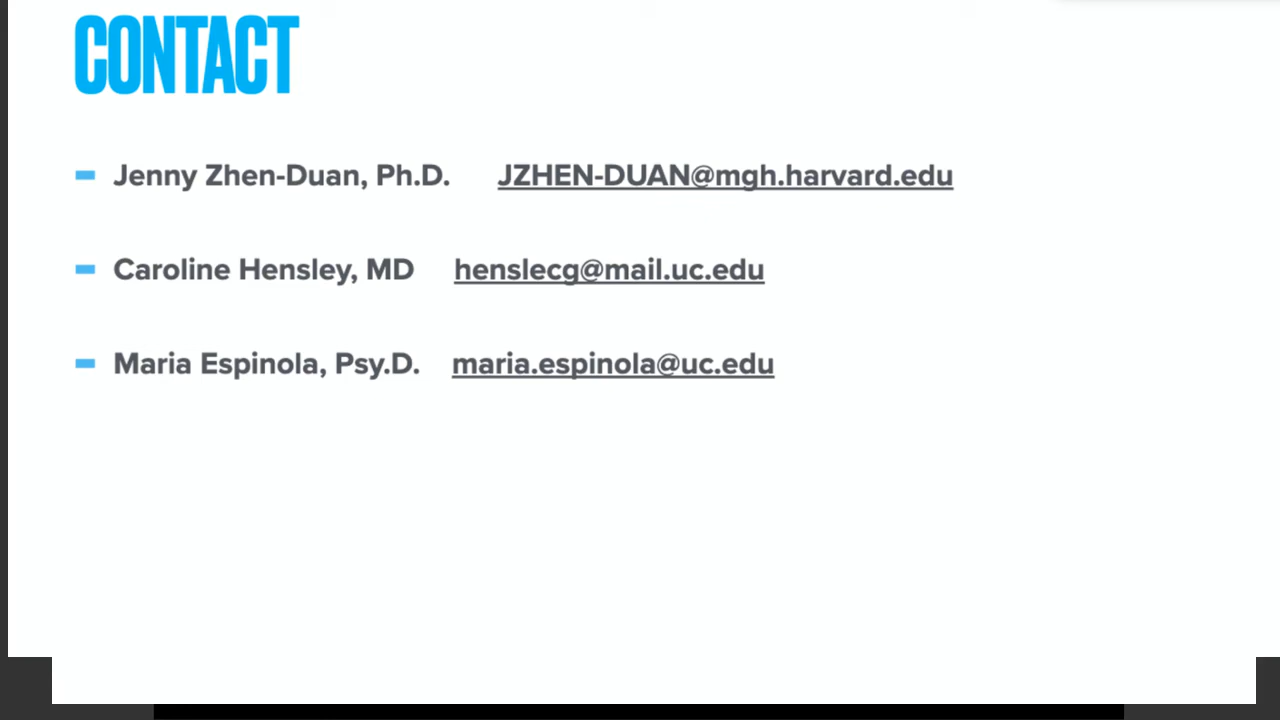 CONTACT
Jenny Zhen-Duan, Ph.D. JZHEN-DUAN@mgh.harvard.edu
Caroline Hensley, MD henslecg@mail.uc.edu
Maria Espinola, Psy.D. maria.espinola@uc.edu